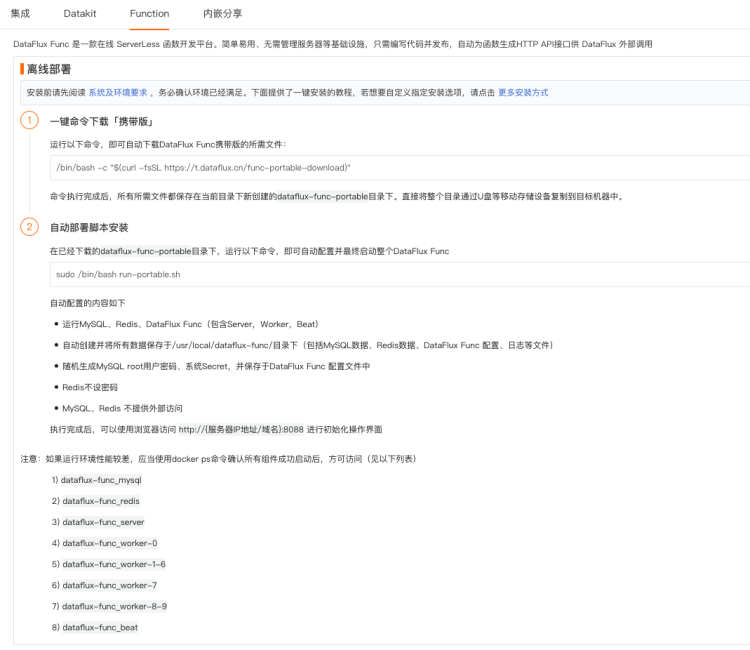 集成 Datakit Function 内嵌分享
DataFlux Func 是一款在线 ServerLess 函数开发平台。简单易用、无需管理服务器等基础设施，只需编写代码并发布，自动为函数生成HTTP API接口供 DataFlux 外部调用
离线部署
安装前请先阅读 系统及环境要求 ，务必确认环境已经满足。下面提供了一键安装的教程，若想要自定义指定安装选项，请点击 更多安装方式
1 一键命令下载「携带版」
运行以下命令，即可自动下载DataFlux Func携带版的所需文件：
/bin/bash -c "$(curl -fsSL https://t.dataflux.cn/func-portable-download)"
命令执行完成后，所有所需文件都保存在当前目录下新创建的dataflux-func-portable目录下。直接将整个目录通过U盘等移动存储设备复制到目标机器中。
2 自动部署脚本安装
在已经下载的dataflux-func-portable目录下，运行以下命令，即可自动配置并最终启动整个DataFlux Func
sudo /bin/bash run-portable.sh
自动配置的内容如下
• 运行MySQL、Redis、DataFlux Func（包含Server，Worker，Beat）
• 自动创建并将所有数据保存于/usr/local/dataflux-func/目录下（包括MySQL数据、Redis数据、DataFlux Func 配置、日志等文件）
• 随机生成MySQL root用户密码、系统Secret，并保存于DataFlux Func 配置文件中
• Redis不设密码
• MySQL、Redis 不提供外部访问
执行完成后，可以使用浏览器访问 http://{服务器IP地址/域名}:8088 进行初始化操作界面
注意：如果运行环境性能较差，应当使用docker ps命令确认所有组件成功启动后，方可访问（见以下列表）
1) dataflux-func_mysql
2) dataflux-func_redis
3) dataflux-func_server
4) dataflux-func_worker-0
5) dataflux-func_worker-1-6
6) dataflux-func_worker-7
7) dataflux-func_worker-8-9
8) dataflux-func_beat